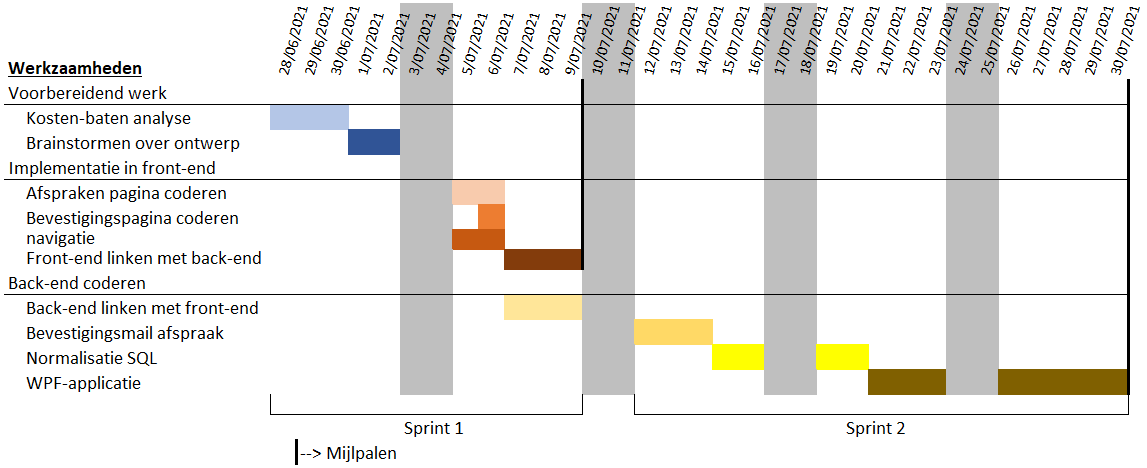 28/06/2021 29/06/2021 30/06/2021 1/07/2021 2/07/2021 3/07/2021 4/07/2021 5/07/2021 6/07/2021 7/07/2021 8/07/2021 9/07/2021 10/07/2021 11/07/2021 12/07/2021 13/07/2021 14/07/2021 15/07/2021 16/07/2021 17/07/2021 18/07/2021 19/07/2021 20/07/2021 21/07/2021 22/07/2021 23/07/2021 24/07/2021 25/07/2021 26/07/2021 27/07/2021 28/07/2021 29/07/2021 30/07/2021
Werkzaamheden
Voorbereidend werk
Kosten-baten analyse
Brainstormen over ontwerp
Implementatie in front-end
Afspraken pagina coderen
Bevestigingspagina coderen
navigatie
Front-end linken met back-end
Back-end coderen
Back-end linken met front-end
Bevestigingsmail afspraak
Normalisatie SQL
WPF-applicatie
Sprint 1 Sprint 2
--> Mijlpalen